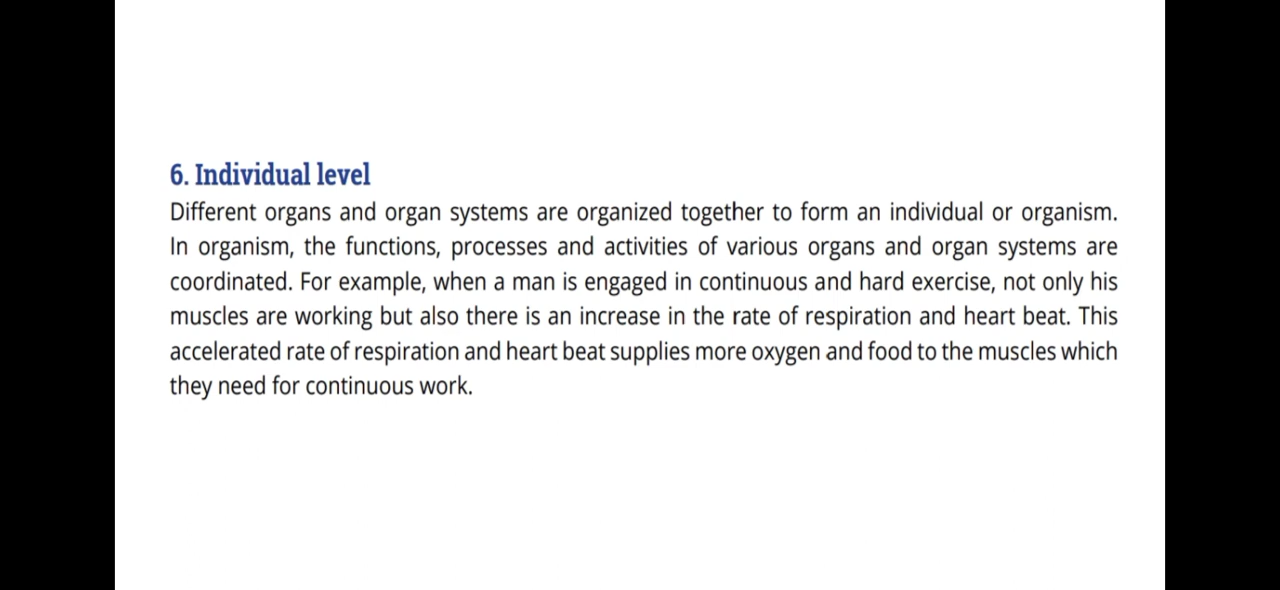 6. Individual level
Different organs and organ systems are organized together to form an individual or organism.
In organism, the functions, processes and activities of various organs and organ systems are
coordinated. For example, when a man is engaged in continuous and hard exercise, not only his
muscles are working but also there is an increase in the rate of respiration and heart beat. This
accelerated rate of respiration and heart beat supplies more oxygen and food to the muscles which
they need for continuous work.